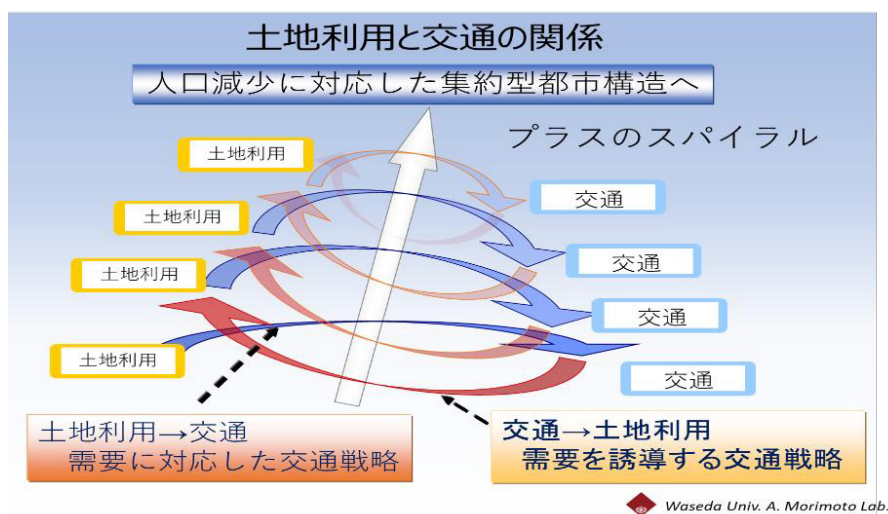 土地利用と交通の関係
人口減少に対応した集約型都市構造へ
プラスのスパイラル
土地利用
交通
土地利用
交通
土地利用
交通
土地利用
交通
土地利用→交通
需要に対応した交通戦略
交通→土地利用
需要を誘導する交通戦略
Waseda Univ. A. Morimoto Lab.